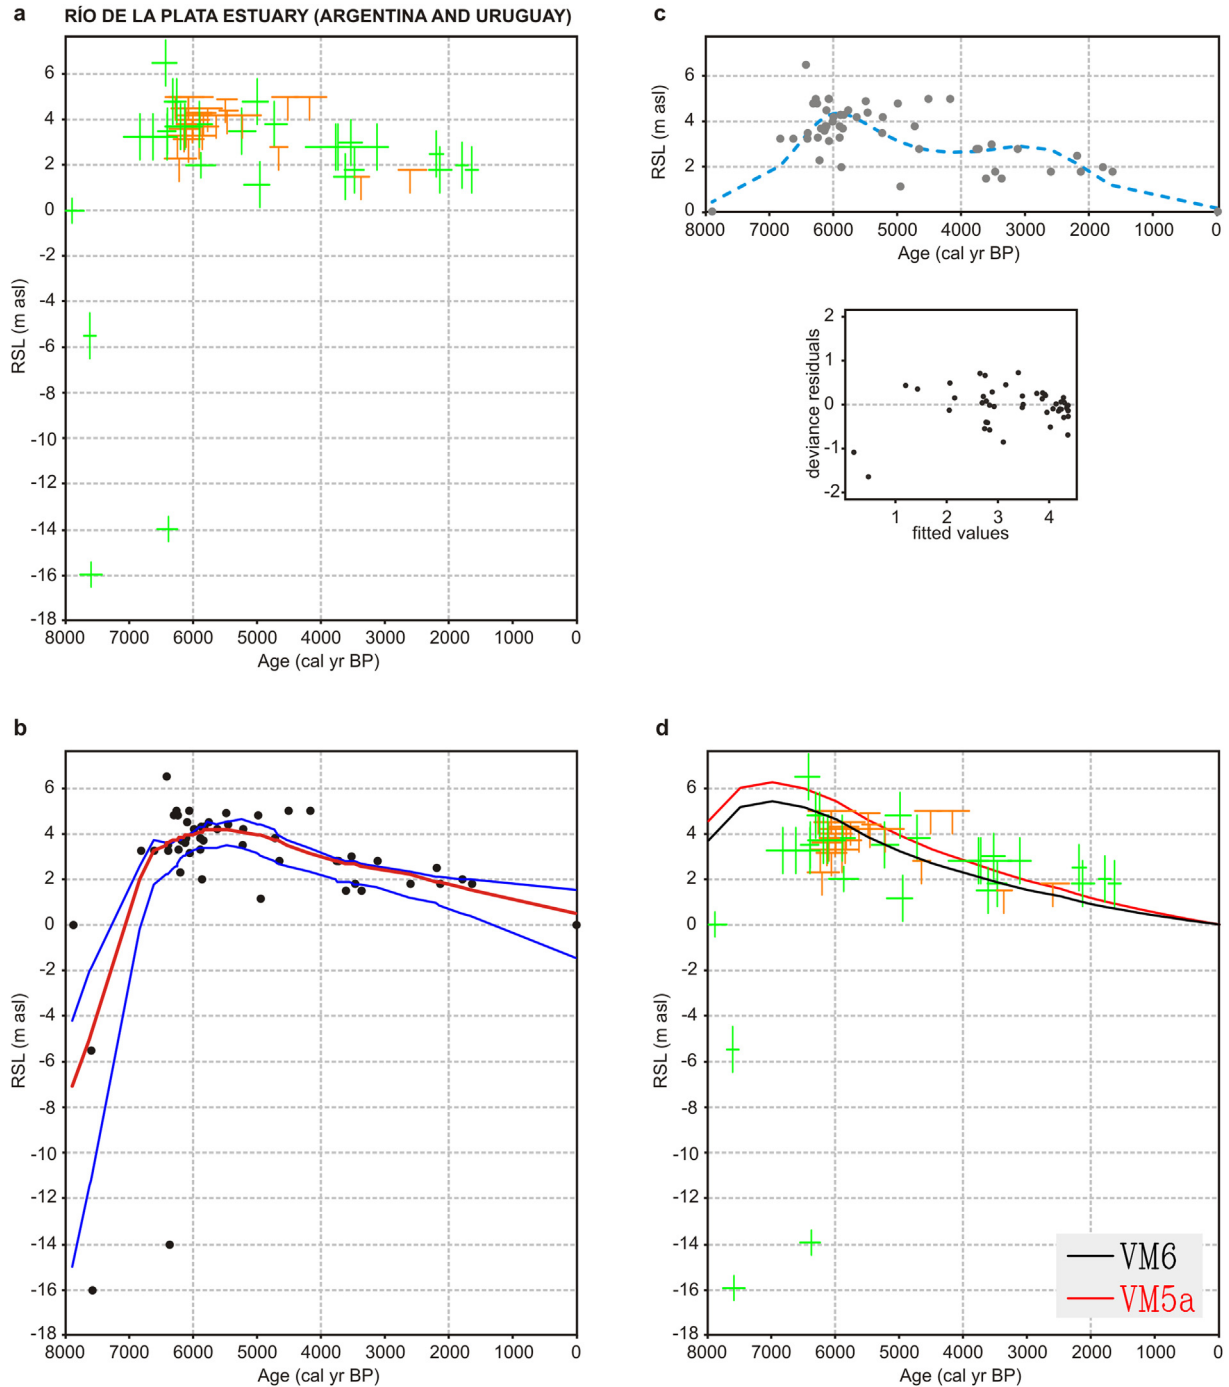 a RÍO DE LA PLATA ESTUARY (ARGENTINA AND URUGUAY)
6
4
2
0
-2
-4
-6
-8
-10
-12
-14
-16
-18
RSL (m asl)
8000 7000 6000 5000 4000 3000 2000 1000 0
Age (cal yr BP)
c
6
4
2
0
RSL (m asl)
8000 7000 6000 5000 4000 3000 2000 1000 0
Age (cal yr BP)
2
1
0
-1
-2
deviance residuals
1 2 3 4
fitted values
b
6
4
2
0
-2
-4
-6
-8
-10
-12
-14
-16
-18
RSL (m asl)
8000 7000 6000 5000 4000 3000 2000 1000 0
Age (cal yr BP)
d
6
4
2
0
-2
-4
-6
-8
-10
-12
-14
-16
-18
RSL (m asl)
VM6
VM5a
8000 7000 6000 5000 4000 3000 2000 1000 0
Age (cal yr BP)